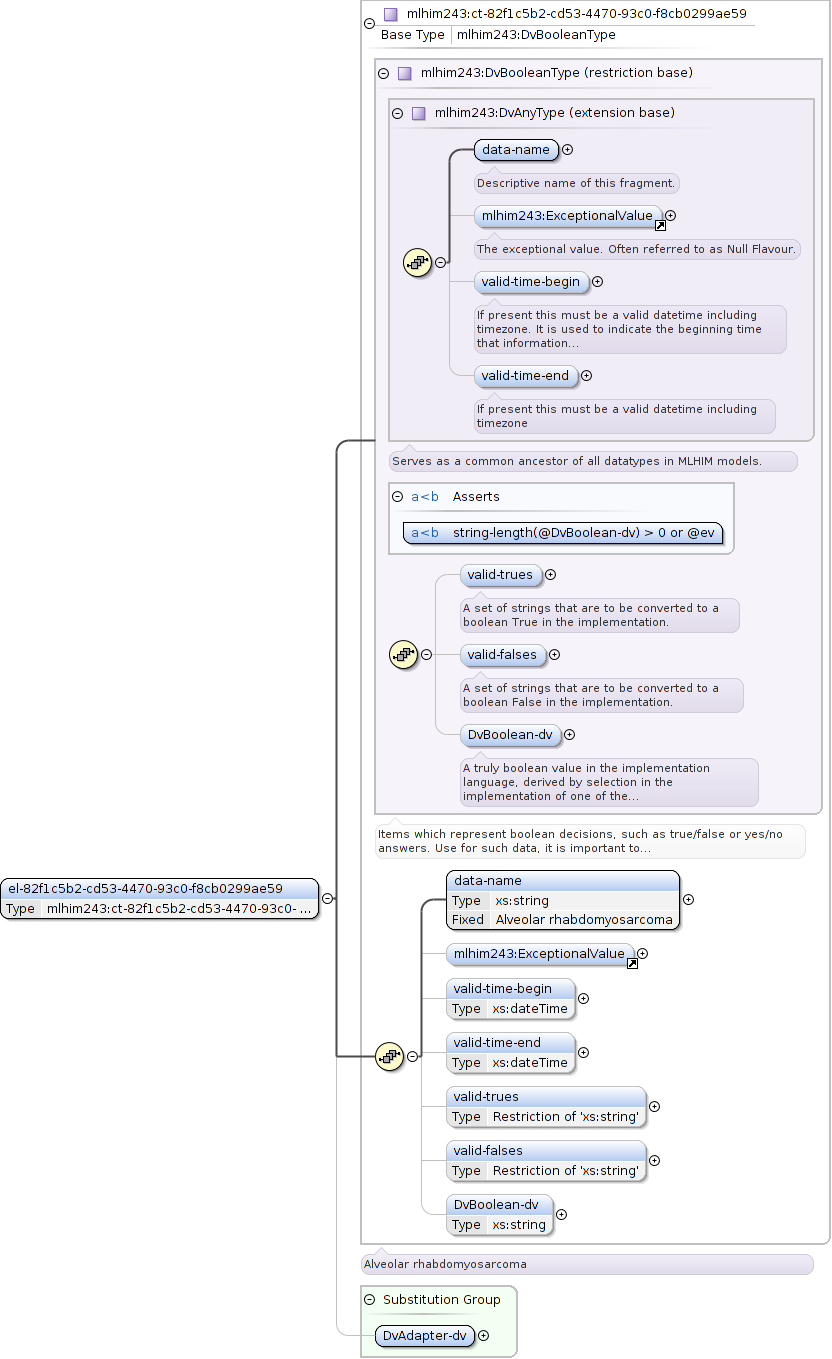 mlhim243:ct-82f1c5b2-cd53-4470-93c0-f8cb0299ae59
Base Type mlhim243:DvBooleanType
mlhim243:DvBooleanType (restriction base)
mlhim243:DvAnyType (extension base)
data-name
Descriptive name of this fragment.
mlhim243:ExceptionalValue
The exceptional value. Often referred to as Null Flavour.
valid-time-begin
If present this must be a valid datetime including
timezone. It is used to indicate the beginning time
that information...
valid-time-end
If present this must be a valid datetime including
timezone
Serves as a common ancestor of all datatypes in MLHIM models.
a<b Asserts
a<b string-length(@DvBoolean-dv) > 0 or @ev
valid-trues
A set of strings that are to be converted to a
boolean True in the implementation.
valid-falses
A set of strings that are to be converted to a
boolean False in the implementation.
DvBoolean-dv
A truly boolean value in the implementation
language, derived by selection in the
implementation of one of the...
Items which represent boolean decisions, such as true/false or yes/no
answers. Use for such data, it is important to...
el-82f1c5b2-cd53-4470-93c0-f8cb0299ae59
Type mlhim243:ct-82f1c5b2-cd53-4470-93c0- ...
data-name
Type xs:string
Fixed Alveolar rhabdomyosarcoma
mlhim243:ExceptionalValue
valid-time-begin
Type xs:dateTime
valid-time-end
Type xs:dateTime
valid-trues
Type Restriction of 'xs:string'
valid-falses
Type Restriction of 'xs:string'
DvBoolean-dv
Type xs:string
Alveolar rhabdomyosarcoma
Substitution Group
DvAdapter-dv